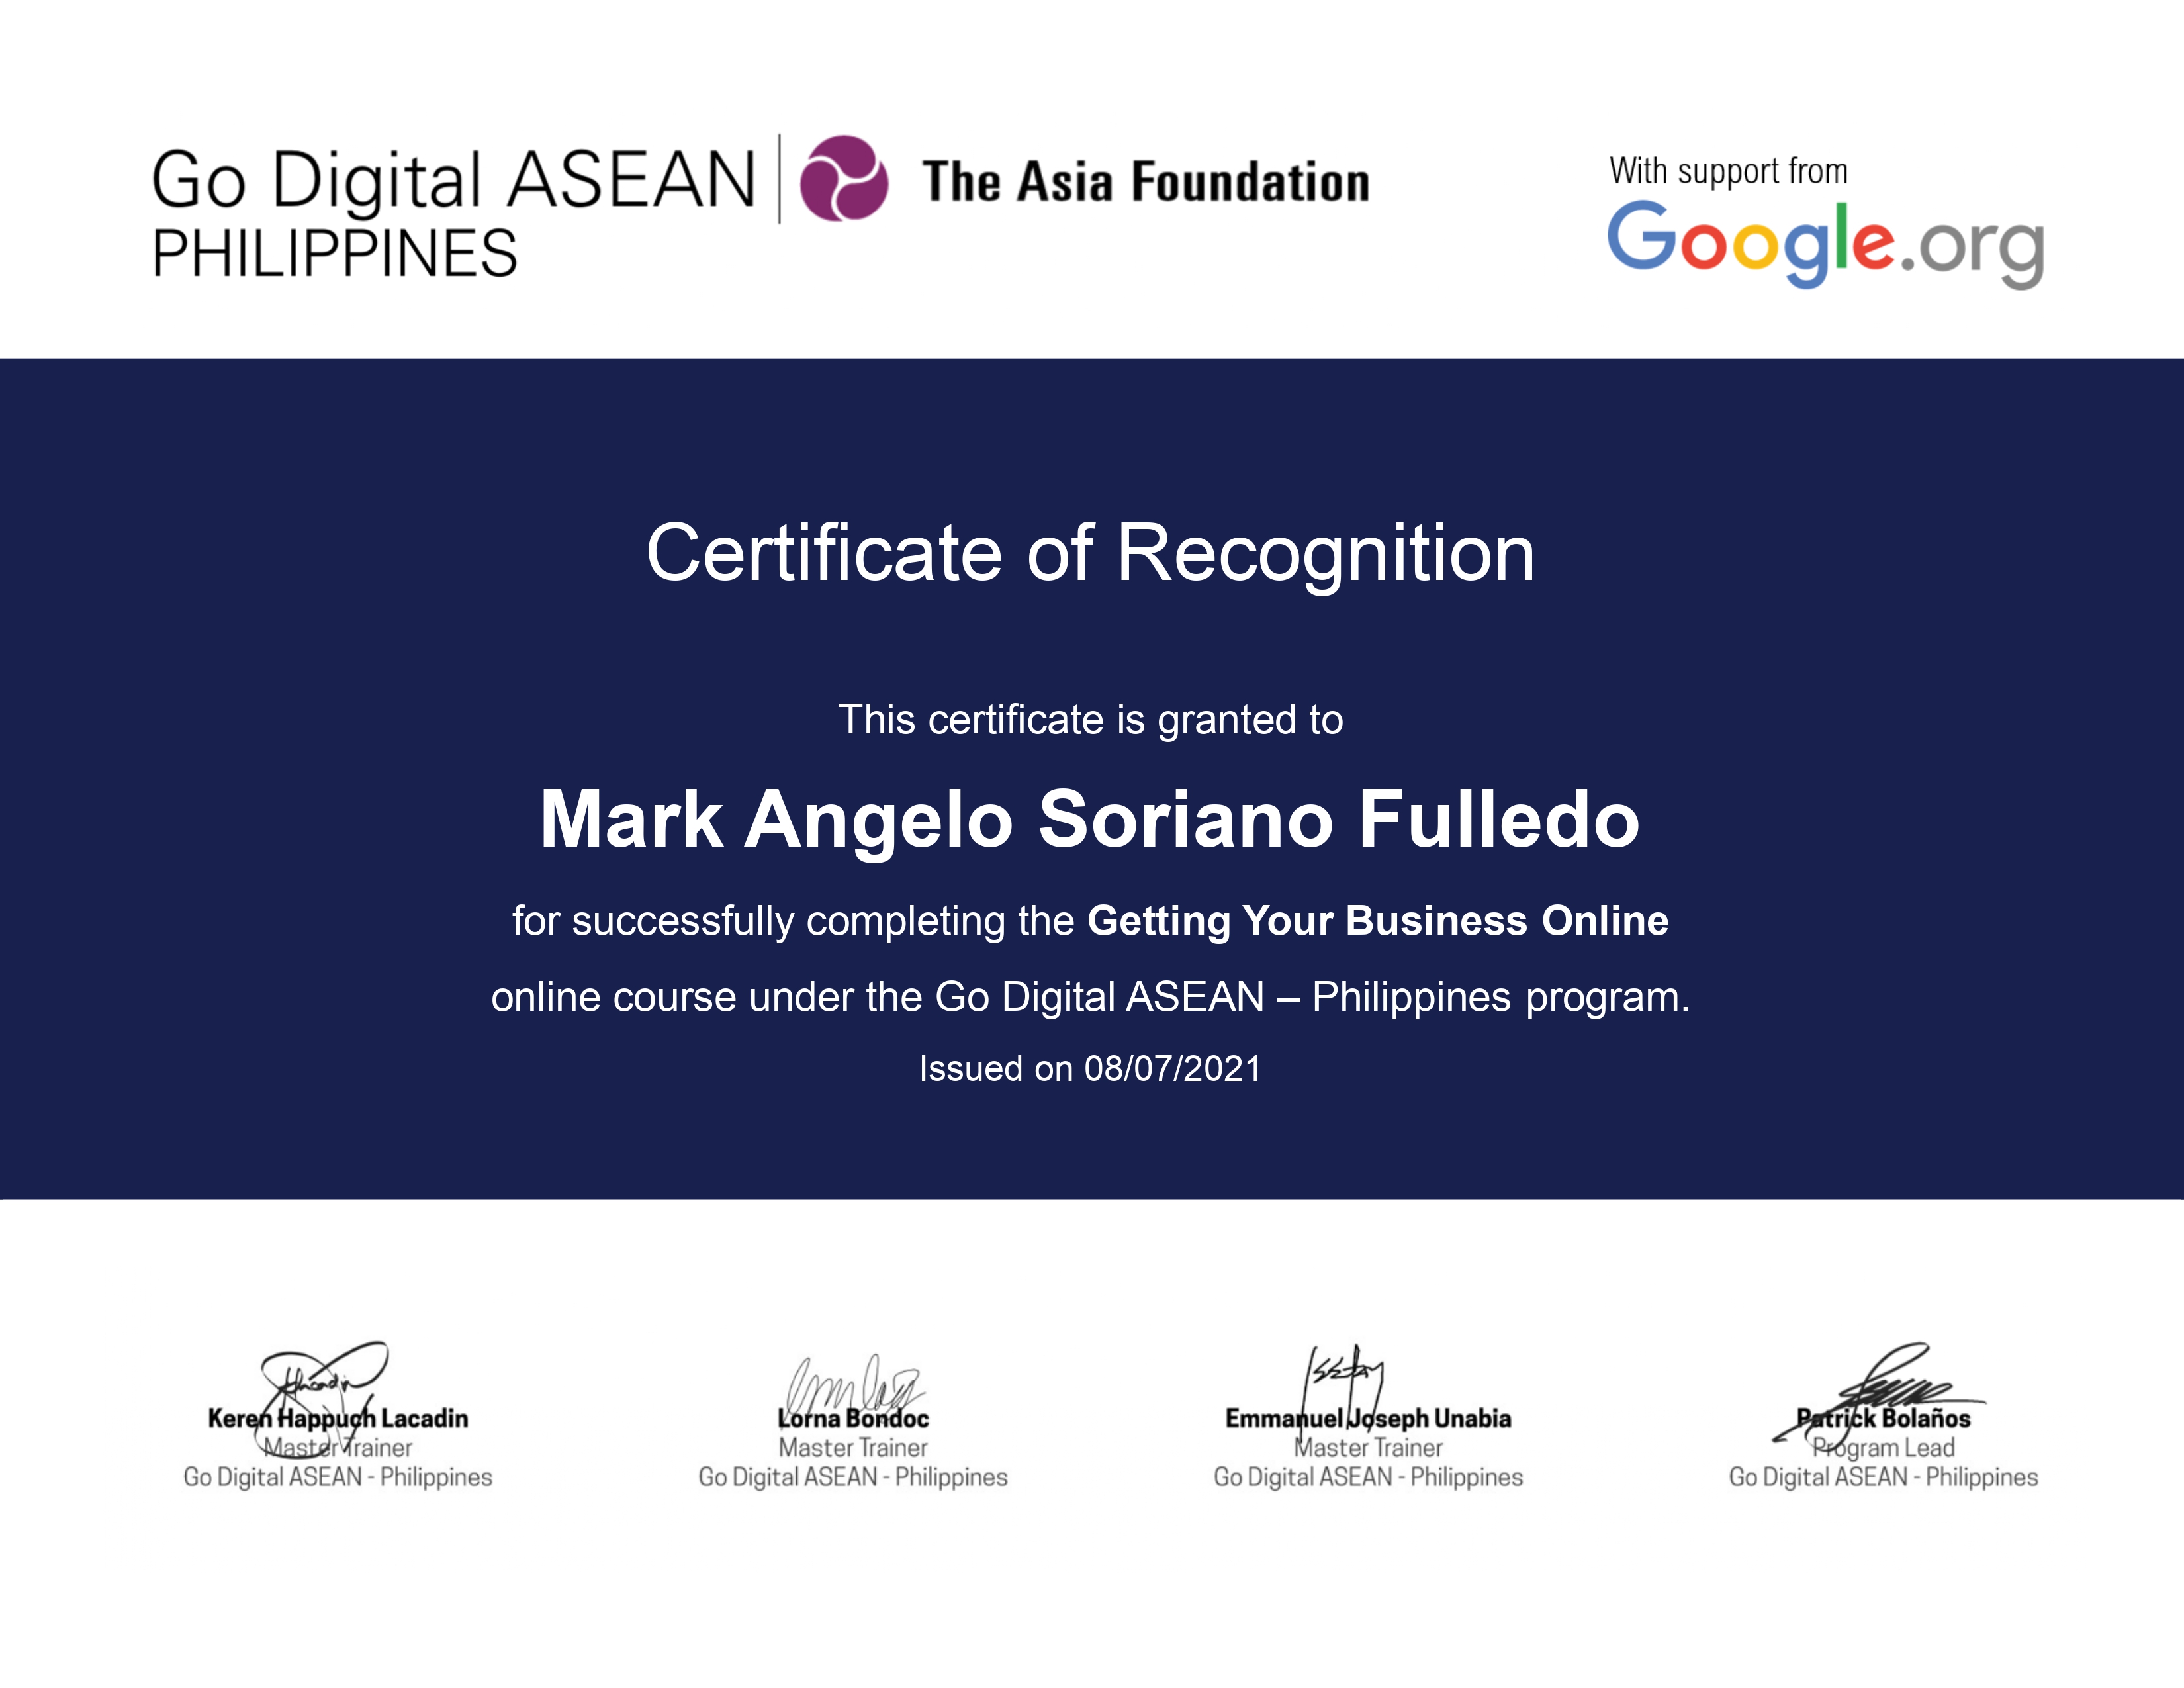 Go Digital ASEAN
PHILIPPINES
The Asia Foundation
With support from
Google.org
Certificate of Recognition
This certificate is granted to
Mark Angelo Soriano Fulledo
for successfully completing the Getting Your Business Online
online course under the Go Digital ASEAN – Philippines program.
Issued on 08/07/2021
Keren Happuch Lacadin
Master Trainer
Go Digital ASEAN - Philippines
Lorna Bondoc
Master Trainer
Go Digital ASEAN - Philippines
Emmanuel Joseph Unabia
Master Trainer
Go Digital ASEAN - Philippines
Patrick Bolaños
Program Lead
Go Digital ASEAN - Philippines